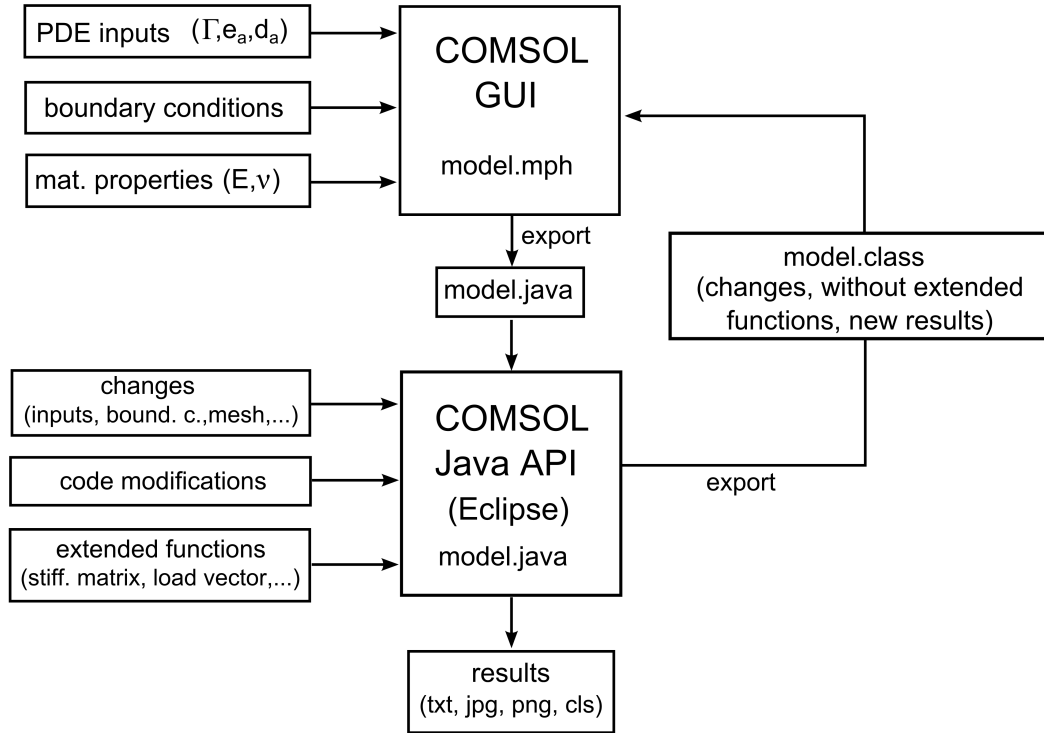 PDE inputs (Γ,eₐ,dₐ)
boundary conditions
mat. properties (E,ν)
COMSOL
GUI
model.mph
export
model.java
model.class
(changes, without extended
functions, new results)
changes
(inputs, bound. c.,mesh,...)
code modifications
extended functions
(stiff. matrix, load vector,...)
COMSOL
Java API
(Eclipse)
model.java
export
results
(txt, jpg, png, cls)